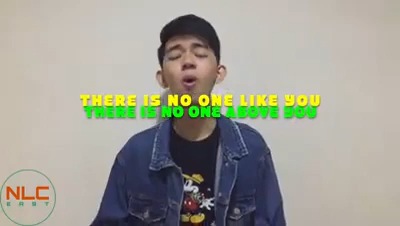 THERE IS NO ONE LIKE YOU
THERE IS NO ONE ABOVE YOU
NLC
EAST